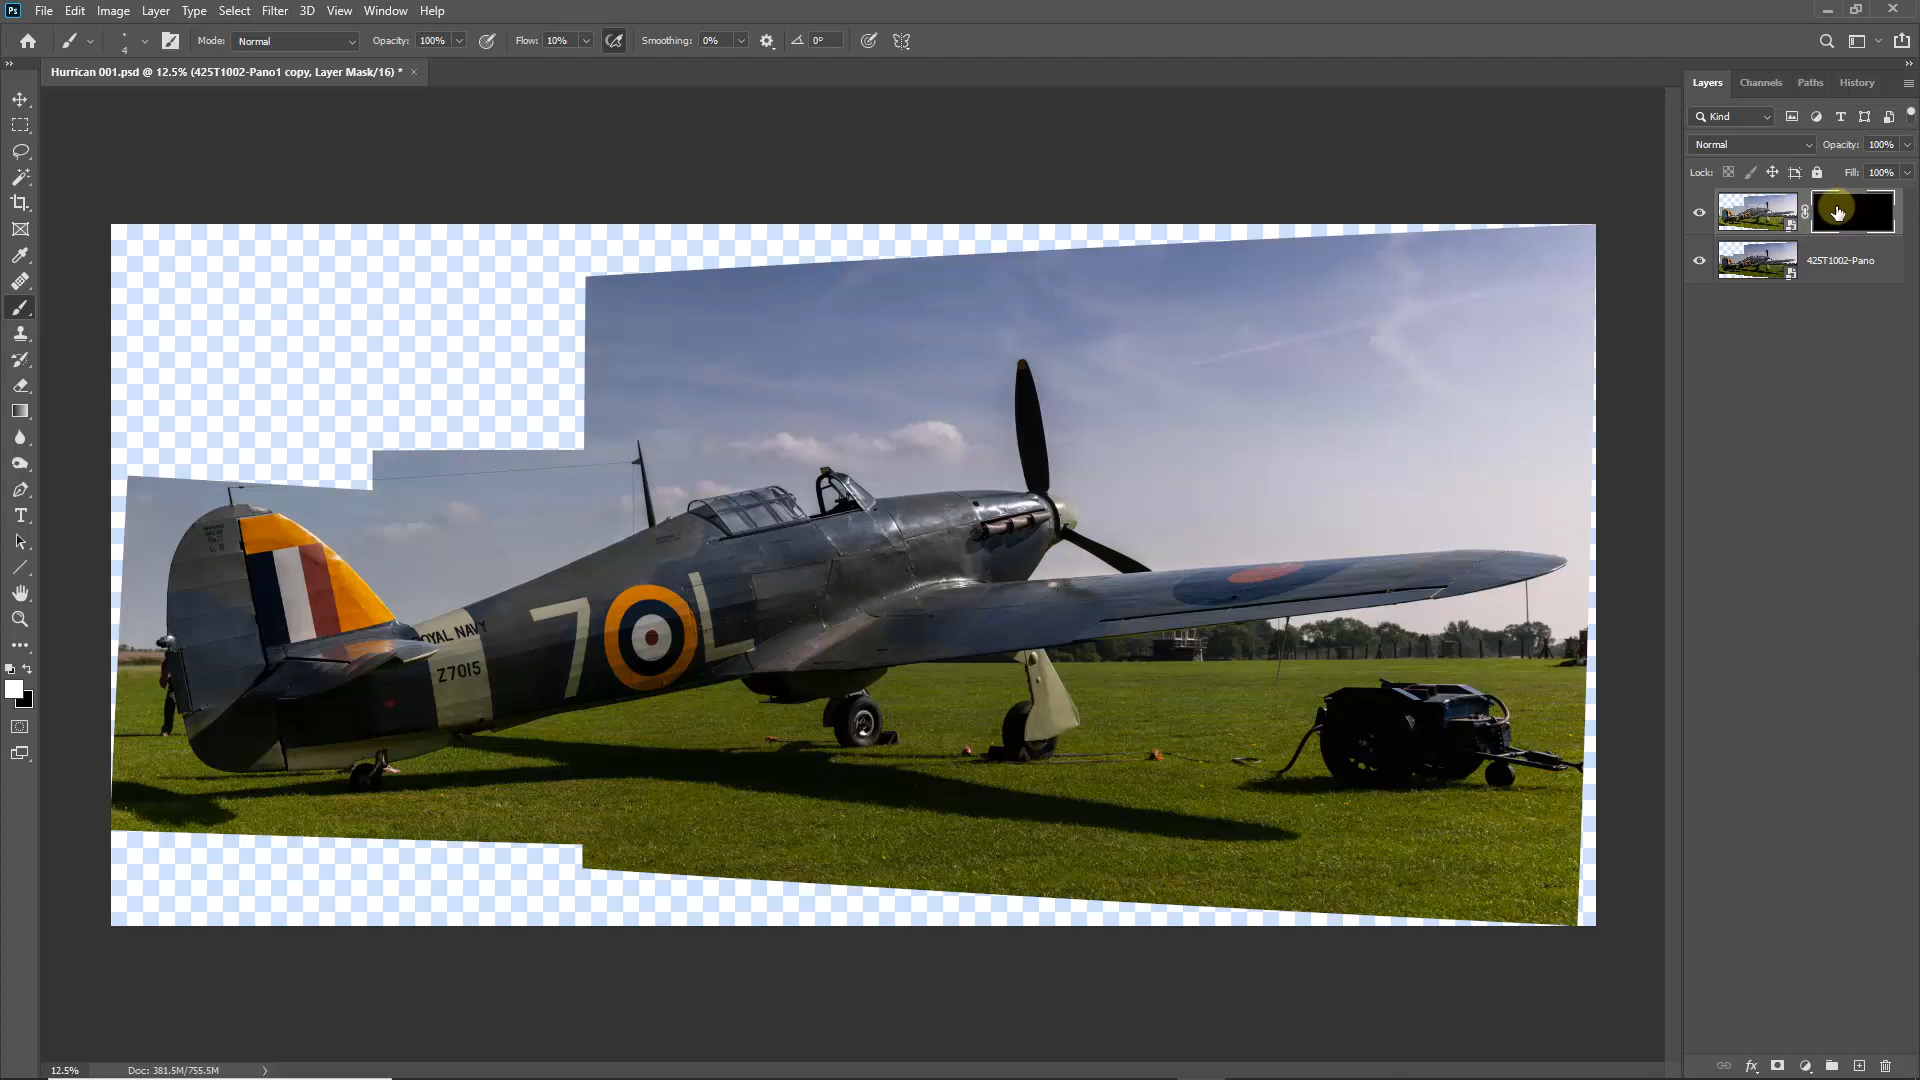 Ps File Edit Image Layer Type Select Filter 3D View Window Help
4 Mode: Normal Opacity: 100% Flow: 10% Smoothing: 0% 0°
Hurrican 001.psd @ 12.5% (425T1002-Pano1 copy, Layer Mask/16) * ×
Layers Channels Paths History
Kind
Normal Opacity: 100%
Lock: Fill: 100%
425T1002-Pano
7 L
OYAL NAVY
Z7015
12.5% Doc: 381.5M/755.5M